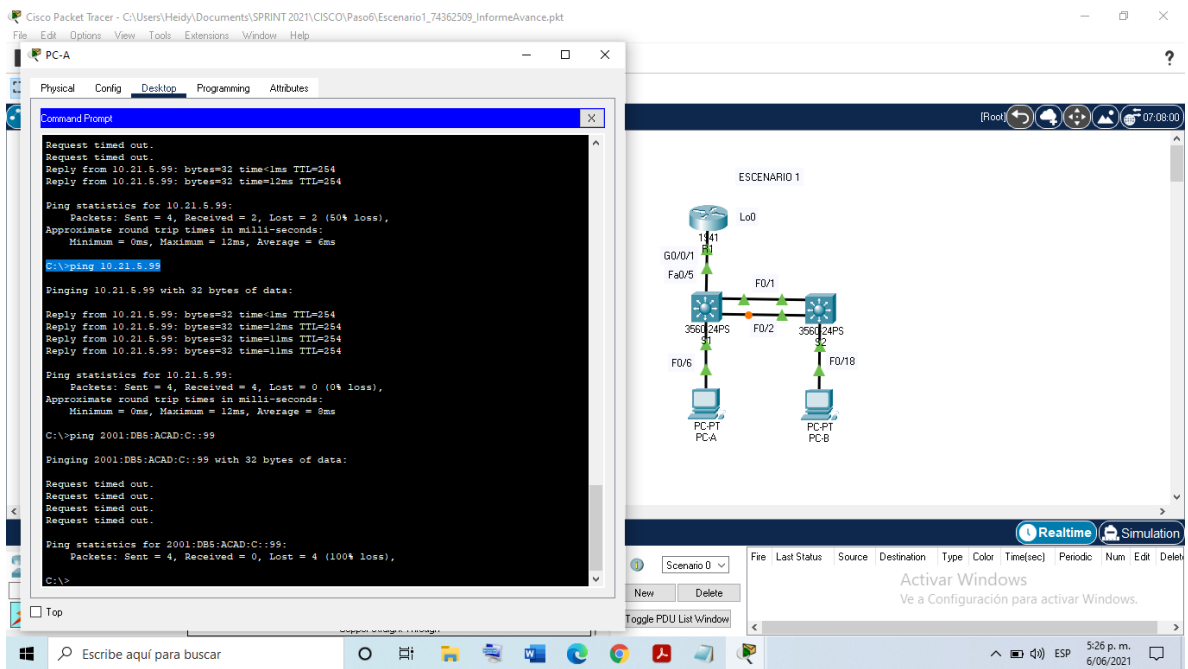 Cisco Packet Tracer - C:\Users\Heidy\Documents\SPRINT 2021\CISCO\Paso6\Escenario1_74362509_InformeAvance.pkt
File Edit Options View Tools Extensions Window Help
PC-A
?
Physical Config Desktop Programming Attributes
Command Prompt
X
[Root]
07:08:00
Request timed out.
Request timed out.
Reply from 10.21.5.99: bytes=32 time<1ms TTL=254
Reply from 10.21.5.99: bytes=32 time=12ms TTL=254
Ping statistics for 10.21.5.99:
Packets: Sent = 4, Received = 2, Lost = 2 (50% loss),
Approximate round trip times in milli-seconds:
Minimum = 0ms, Maximum = 12ms, Average = 6ms
C:\>ping 10.21.5.99
Pinging 10.21.5.99 with 32 bytes of data:
Reply from 10.21.5.99: bytes=32 time<1ms TTL=254
Reply from 10.21.5.99: bytes=32 time=12ms TTL=254
Reply from 10.21.5.99: bytes=32 time=11ms TTL=254
Reply from 10.21.5.99: bytes=32 time=11ms TTL=254
Ping statistics for 10.21.5.99:
Packets: Sent = 4, Received = 4, Lost = 0 (0% loss),
Approximate round trip times in milli-seconds:
Minimum = 0ms, Maximum = 12ms, Average = 8ms
C:\>ping 2001:DB5:ACAD:C::99
Pinging 2001:DB5:ACAD:C::99 with 32 bytes of data:
Request timed out.
Request timed out.
Request timed out.
Request timed out.
Ping statistics for 2001:DB5:ACAD:C::99:
Packets: Sent = 4, Received = 0, Lost = 4 (100% loss),
C:\>
Top
ESCENARIO 1
Lo0
1941
R1
G0/0/1
Fa0/5
F0/1
3560-24PS
S1
F0/2
3560-24PS
S2
F0/6
F0/18
PC-PT
PC-A
PC-PT
PC-B
Realtime
Simulation
Scenario 0
New
Delete
Toggle PDU List Window
Fire Last Status Source Destination Type Color Time(sec) Periodic Num Edit Delet
Activar Windows
Ve a Configuración para activar Windows.
Escribe aquí para buscar
ESP
5:26 p. m.
6/06/2021